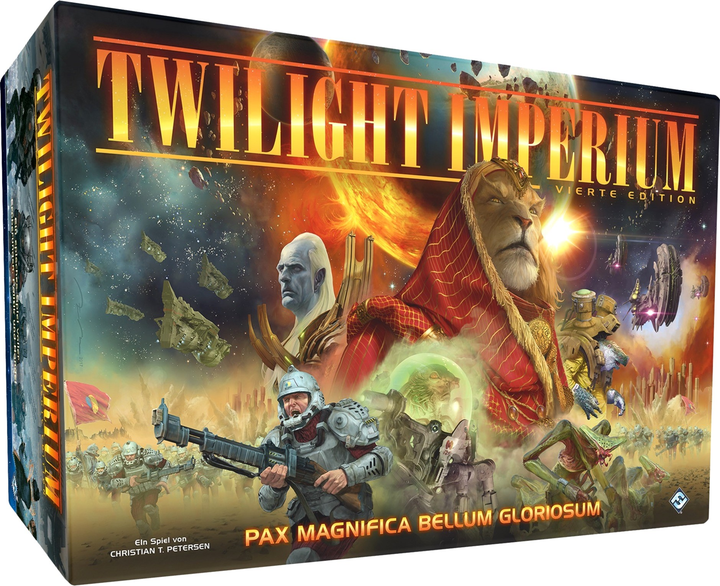 TWILIGHT IMPERIUM
VIERTE EDITION
TWILIGHT IMPERIUM
PAX MAGNIFICA BELLUM GLORIOSUM
Ein Spiel von
CHRISTIAN T. PETERSEN